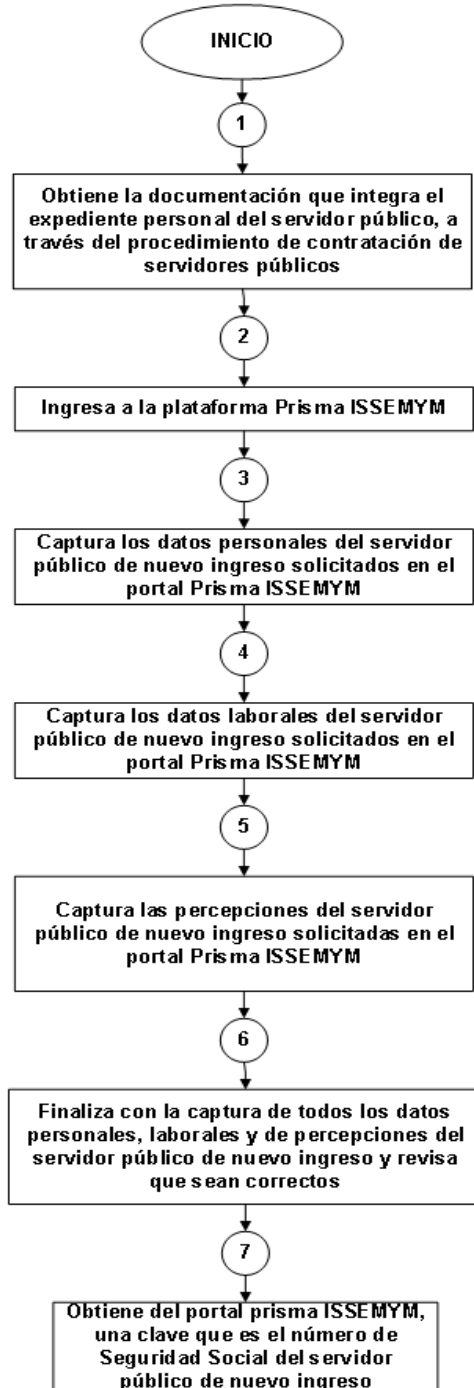 INICIO
1
Obtiene la documentación que integra el
expediente personal del servidor público, a
través del procedimiento de contratación de
servidores públicos
2
Ingresa a la plataforma Prisma ISSEMYM
3
Captura los datos personales del servidor
público de nuevo ingreso solicitados en el
portal Prisma ISSEMYM
4
Captura los datos laborales del servidor
público de nuevo ingreso solicitados en el
portal Prisma ISSEMYM
5
Captura las percepciones del servidor
público de nuevo ingreso solicitadas en el
portal Prisma ISSEMYM
6
Finaliza con la captura de todos los datos
personales, laborales y de percepciones del
servidor público de nuevo ingreso y revisa
que sean correctos
7
Obtiene del portal prisma ISSEMYM,
una clave que es el número de
Seguridad Social del servidor
público de nuevo ingreso